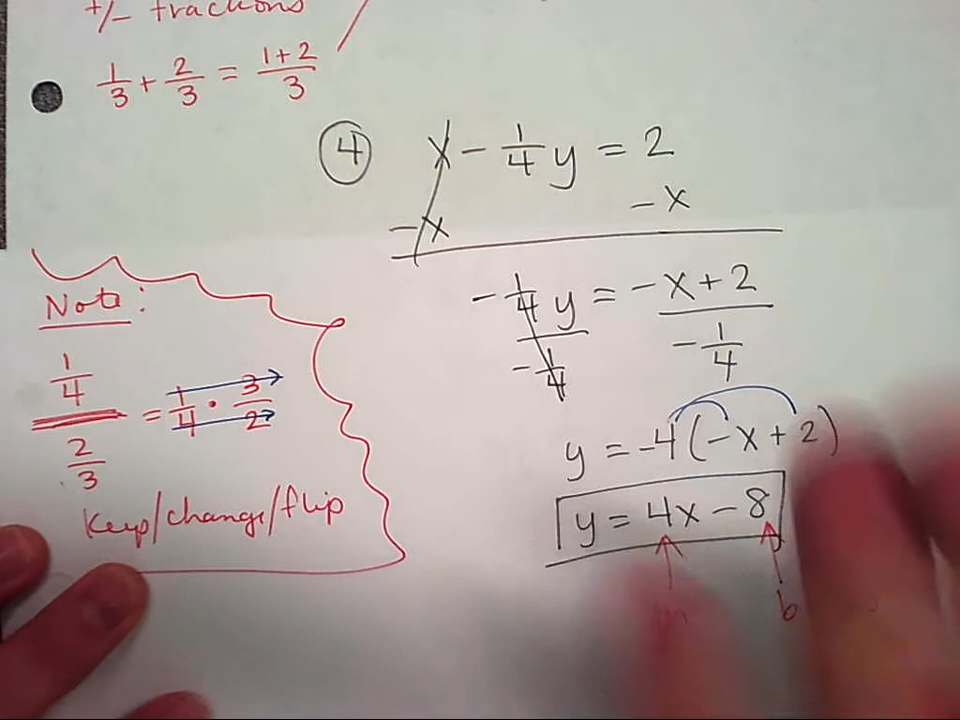 +/- fractions
1/3 + 2/3 = (1+2)/3
④ x - 1/4 y = 2
-x -x
-1/4 y = -x + 2
-1/4 -1/4
y = -4(-x + 2)
y = 4x - 8
m b
Note:
(1/4)/(2/3) = 1/4 · 3/2
Keep/change/flip